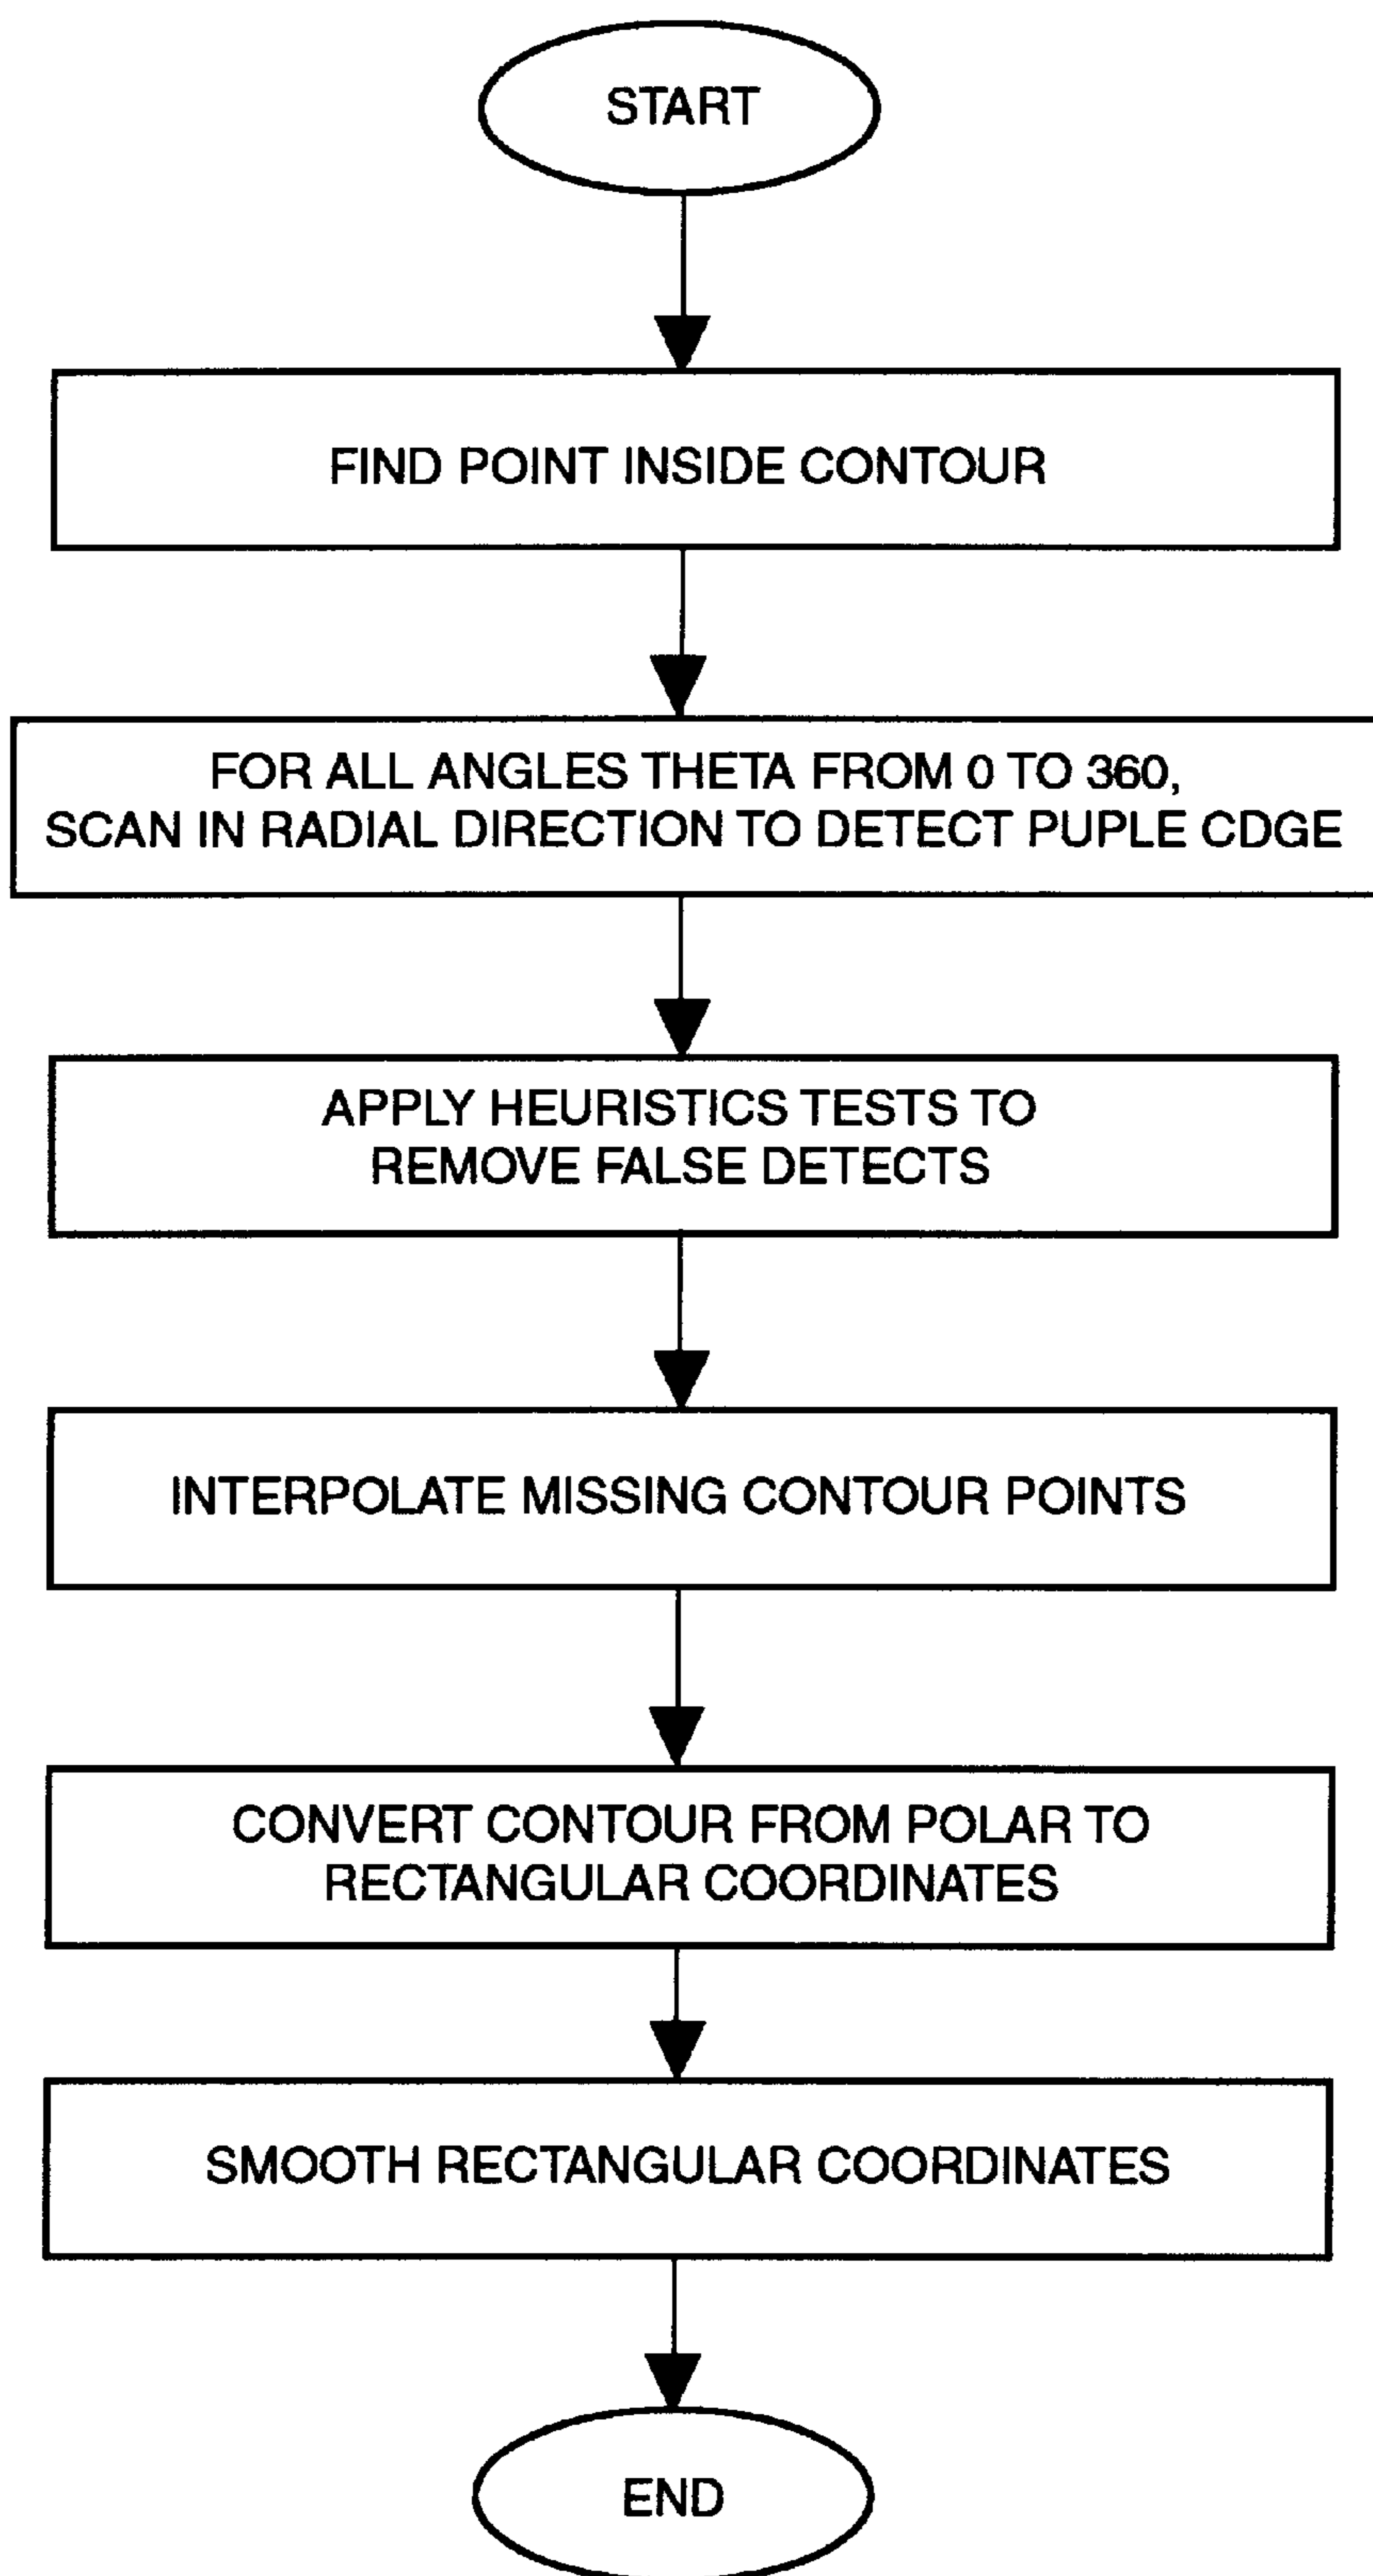 START
FIND POINT INSIDE CONTOUR
FOR ALL ANGLES THETA FROM 0 TO 360,
SCAN IN RADIAL DIRECTION TO DETECT PUPLE CDGE
APPLY HEURISTICS TESTS TO
REMOVE FALSE DETECTS
INTERPOLATE MISSING CONTOUR POINTS
CONVERT CONTOUR FROM POLAR TO
RECTANGULAR COORDINATES
SMOOTH RECTANGULAR COORDINATES
END